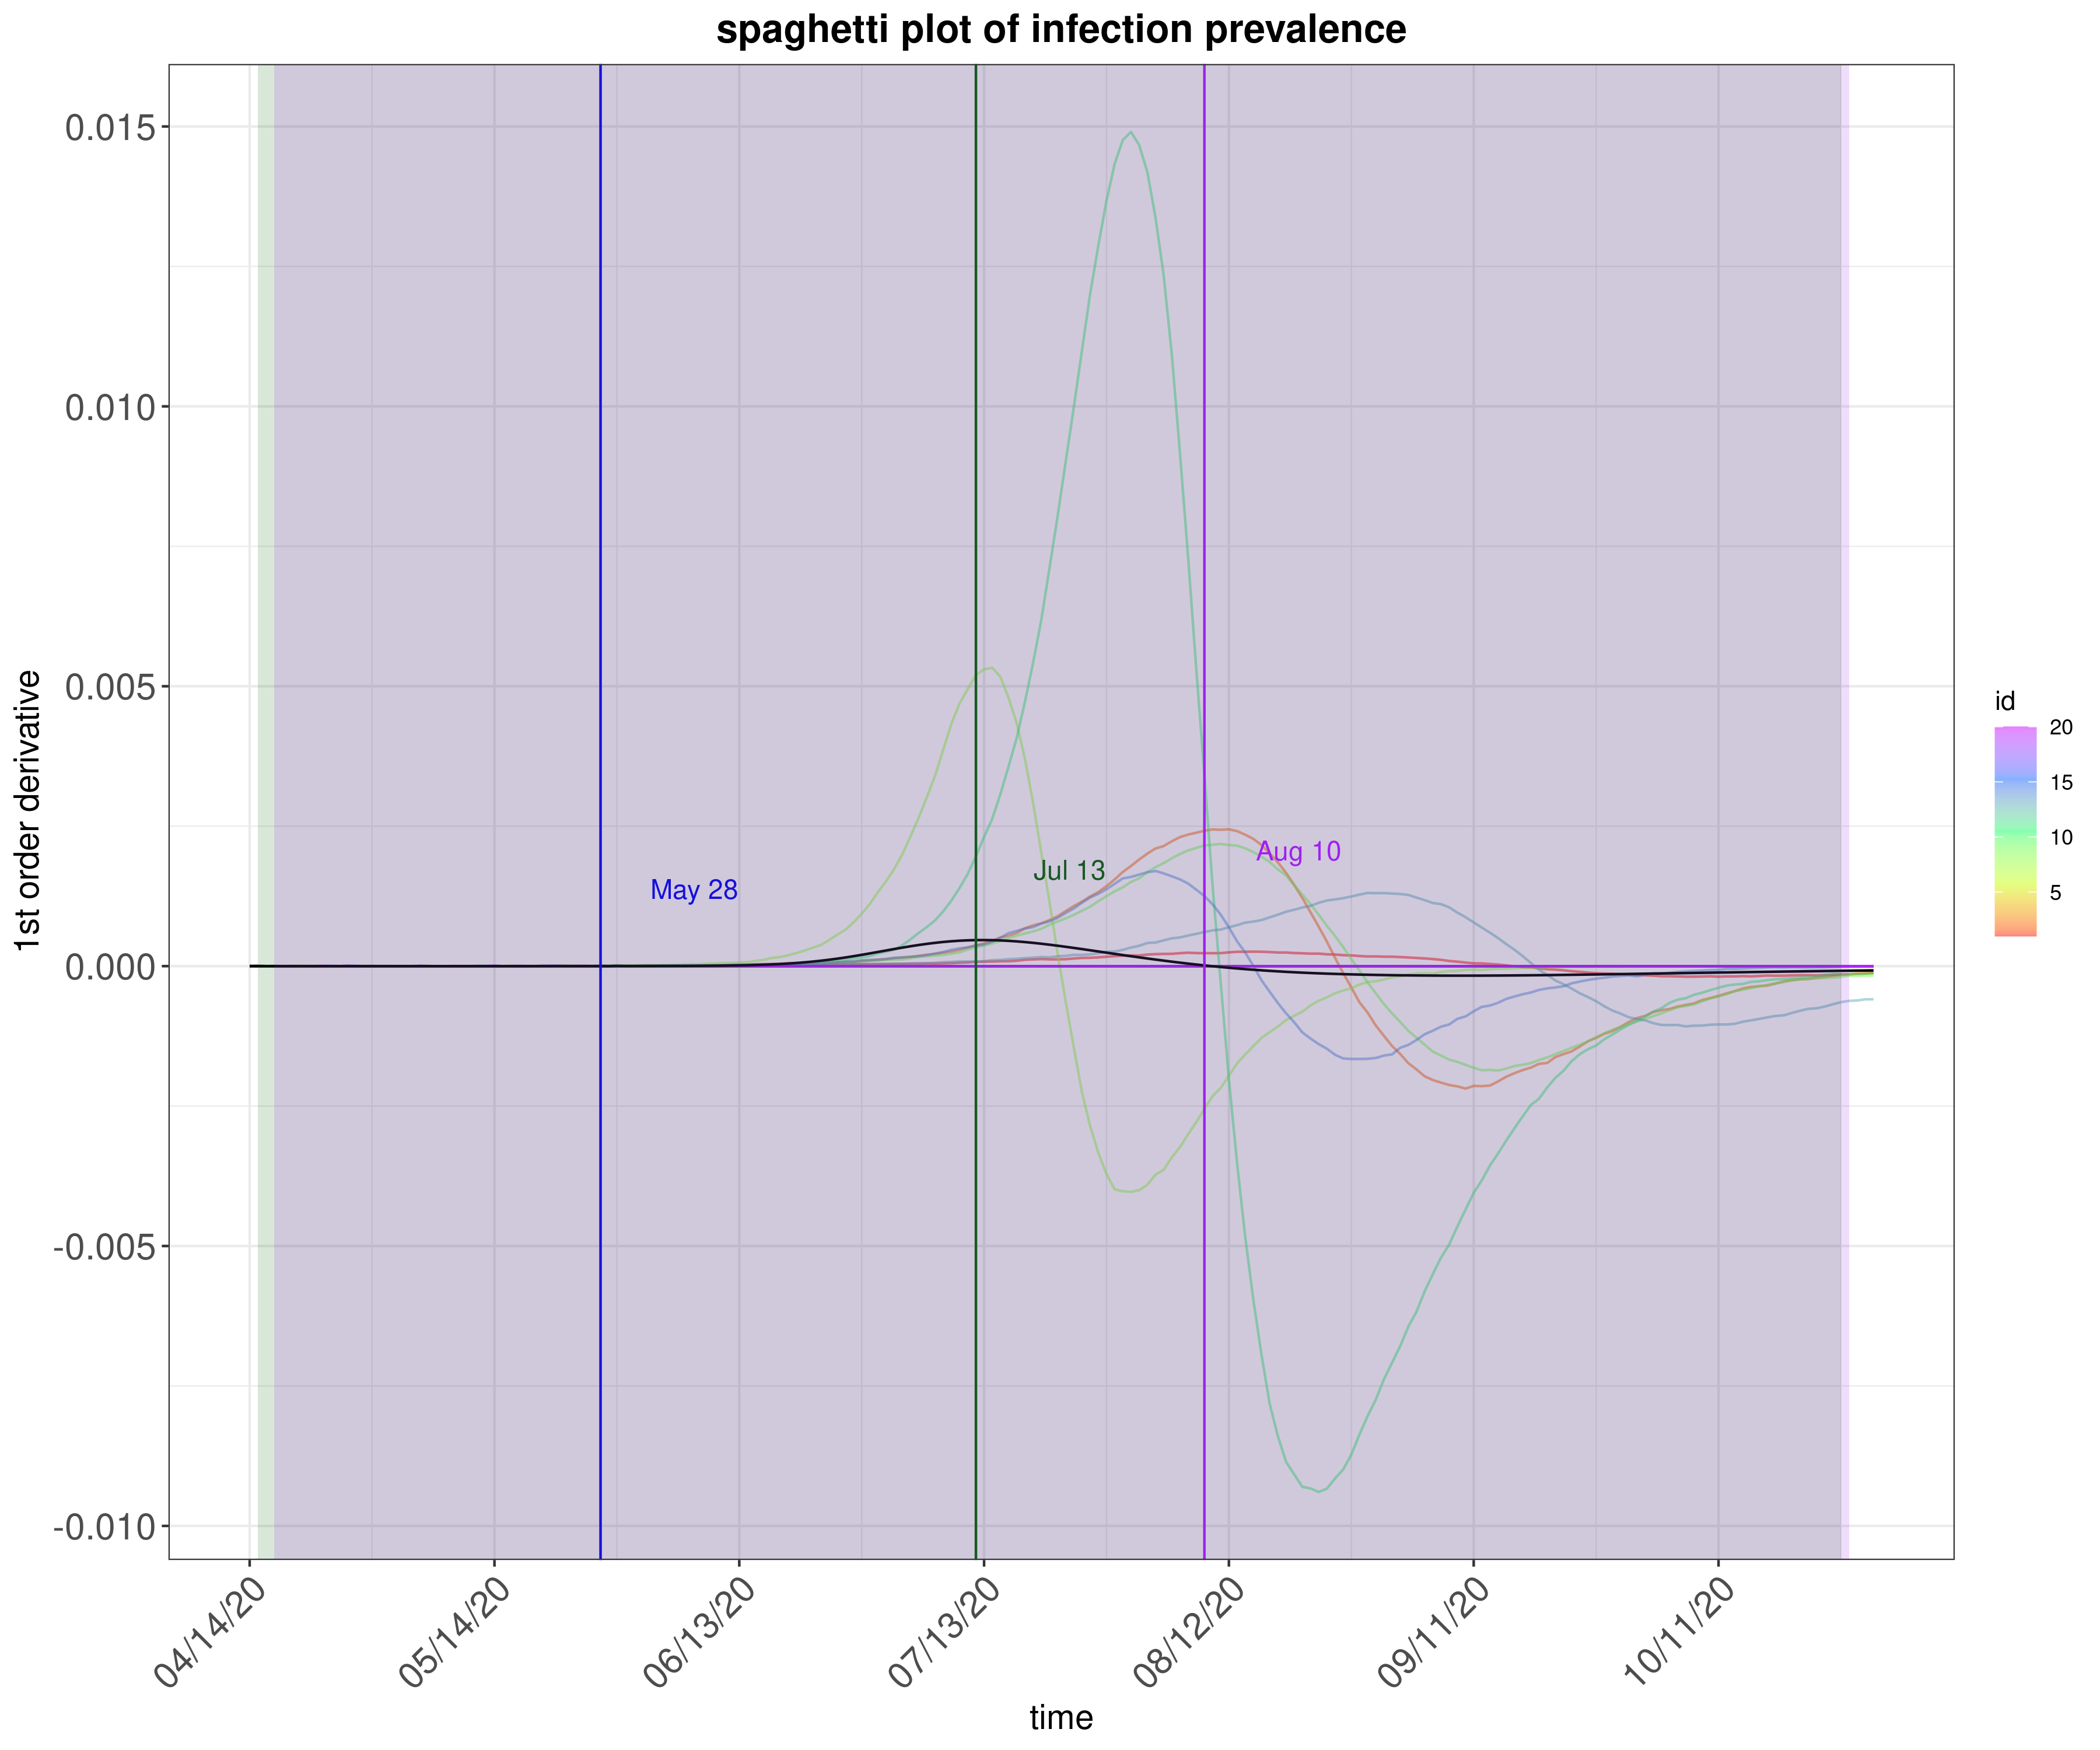 spaghetti plot of infection prevalence
0.015
0.010
0.005
0.000
-0.005
-0.010
1st order derivative
May 28
Jul 13
Aug 10
id
20
15
10
5
04/14/20
05/14/20
06/13/20
07/13/20
08/12/20
09/11/20
10/11/20
time